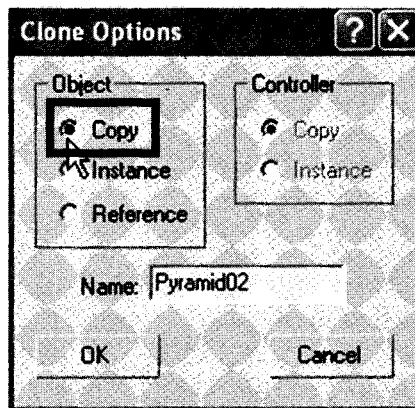 Clone Options
Object
Copy
Instance
Reference
Controller
Copy
Instance
Name: Pyramid02
OK
Cancel